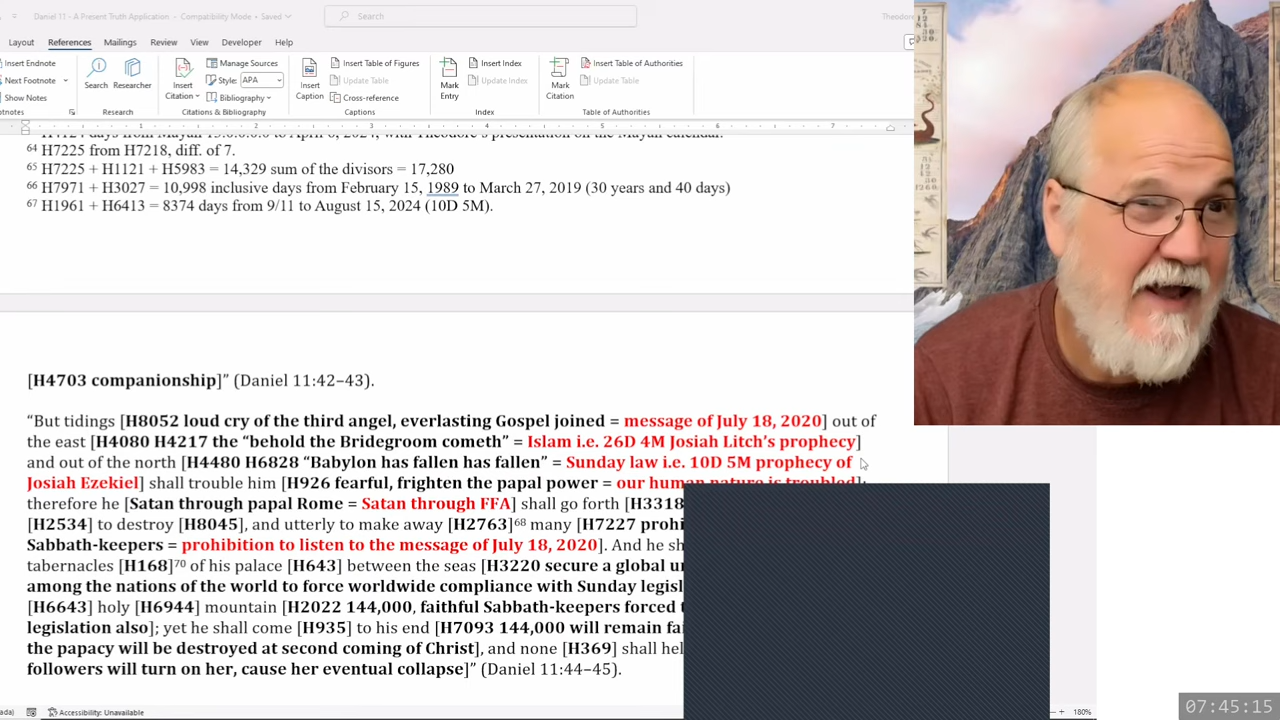 Daniel 11 - A Present Truth Application - Compatibility Mode • Saved
Search
Theodore
Layout References Mailings Review View Developer Help
Insert Endnote
Next Footnote
Show Notes
Search
Researcher
Research
Insert Citation
Manage Sources
Style: APA
Bibliography
Citations & Bibliography
Insert Caption
Insert Table of Figures
Update Table
Cross-reference
Captions
Mark Entry
Insert Index
Update Index
Index
Mark Citation
Insert Table of Authorities
Update Table
Table of Authorities
1 2 3 4 5 6 7
64 H7225 from H7218, diff. of 7.
65 H7225 + H1121 + H5983 = 14,329 sum of the divisors = 17,280
66 H7971 + H3027 = 10,998 inclusive days from February 15, 1989 to March 27, 2019 (30 years and 40 days)
67 H1961 + H6413 = 8374 days from 9/11 to August 15, 2024 (10D 5M).
[H4703 companionship]” (Daniel 11:42–43).
“But tidings [H8052 loud cry of the third angel, everlasting Gospel joined = message of July 18, 2020] out of
the east [H4080 H4217 the “behold the Bridegroom cometh” = Islam i.e. 26D 4M Josiah Litch’s prophecy]
and out of the north [H4480 H6828 “Babylon has fallen has fallen” = Sunday law i.e. 10D 5M prophecy of
Josiah Ezekiel] shall trouble him [H926 fearful, frighten the papal power = our human nature is troubled];
therefore he [Satan through papal Rome = Satan through FFA] shall go forth [H3318
[H2534] to destroy [H8045], and utterly to make away [H2763]68 many [H7227
Sabbath-keepers = prohibition to listen to the message of July 18, 2020]. And he
tabernacles [H168]70 of his palace [H643] between the seas [H3220 secure a global
among the nations of the world to force worldwide compliance with Sunday
[H6643] holy [H6944] mountain [H2022 144,000, faithful Sabbath-keepers forced
legislation also]; yet he shall come [H935] to his end [H7093 144,000 will remain
the papacy will be destroyed at second coming of Christ], and none [H369] shall
followers will turn on her, cause her eventual collapse]” (Daniel 11:44–45).
Accessibility: Unavailable
180%
07:45:15